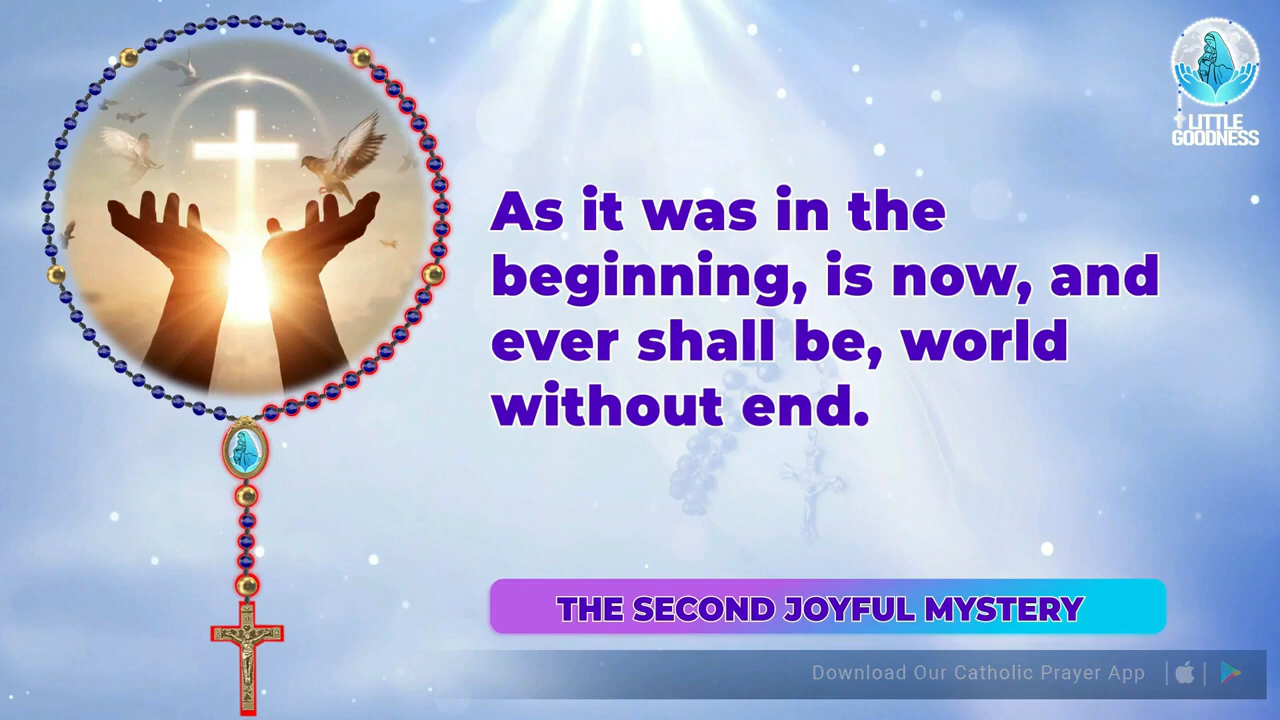 LITTLE
GOODNESS
As it was in the
beginning, is now, and
ever shall be, world
without end.
THE SECOND JOYFUL MYSTERY
Download Our Catholic Prayer App